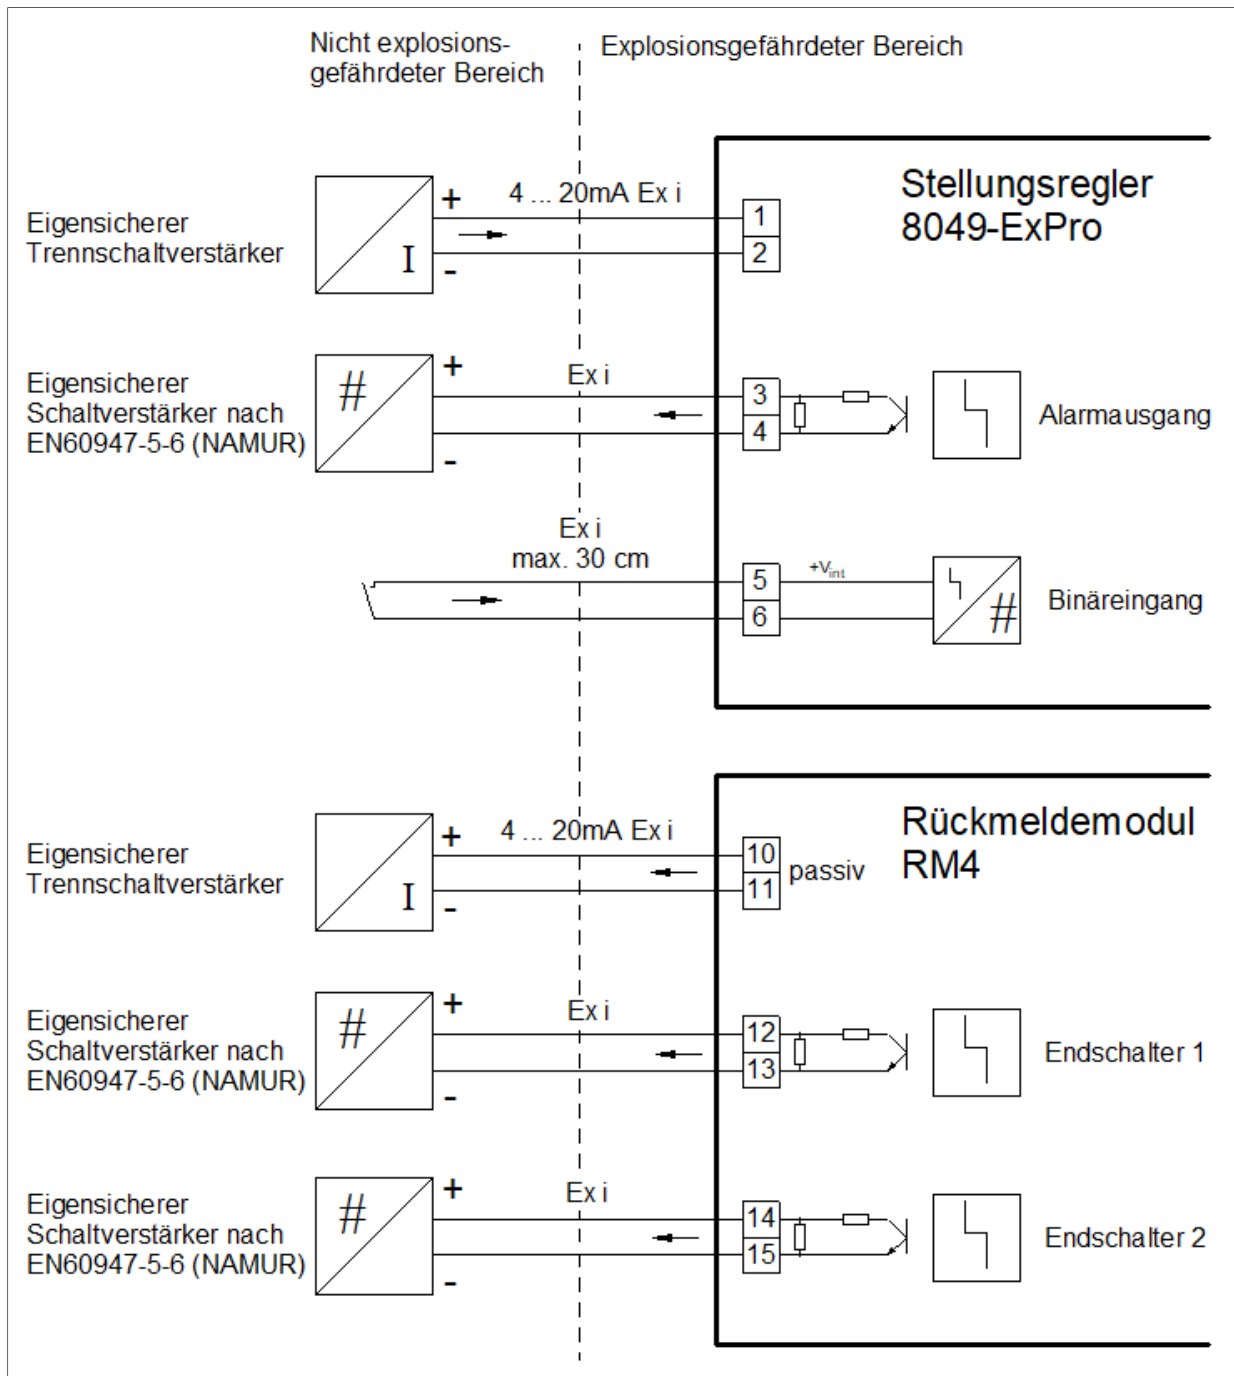 Nicht explosions-
gefährdeter Bereich
Explosionsgefährdeter Bereich
Stellungsregler
8049-ExPro
Eigensicherer
Trennschaltverstärker
I
+
-
4 ... 20mA Ex i
1
2
Eigensicherer
Schaltverstärker nach
EN60947-5-6 (NAMUR)
#
+
-
Ex i
3
4
Alarmausgang
Ex i
max. 30 cm
5
6
+Vint
#
Binäreingang
Rückmeldemodul
RM4
Eigensicherer
Trennschaltverstärker
I
+
-
4 ... 20mA Ex i
10
11
passiv
Eigensicherer
Schaltverstärker nach
EN60947-5-6 (NAMUR)
#
+
-
Ex i
12
13
Endschalter 1
Eigensicherer
Schaltverstärker nach
EN60947-5-6 (NAMUR)
#
+
-
Ex i
14
15
Endschalter 2